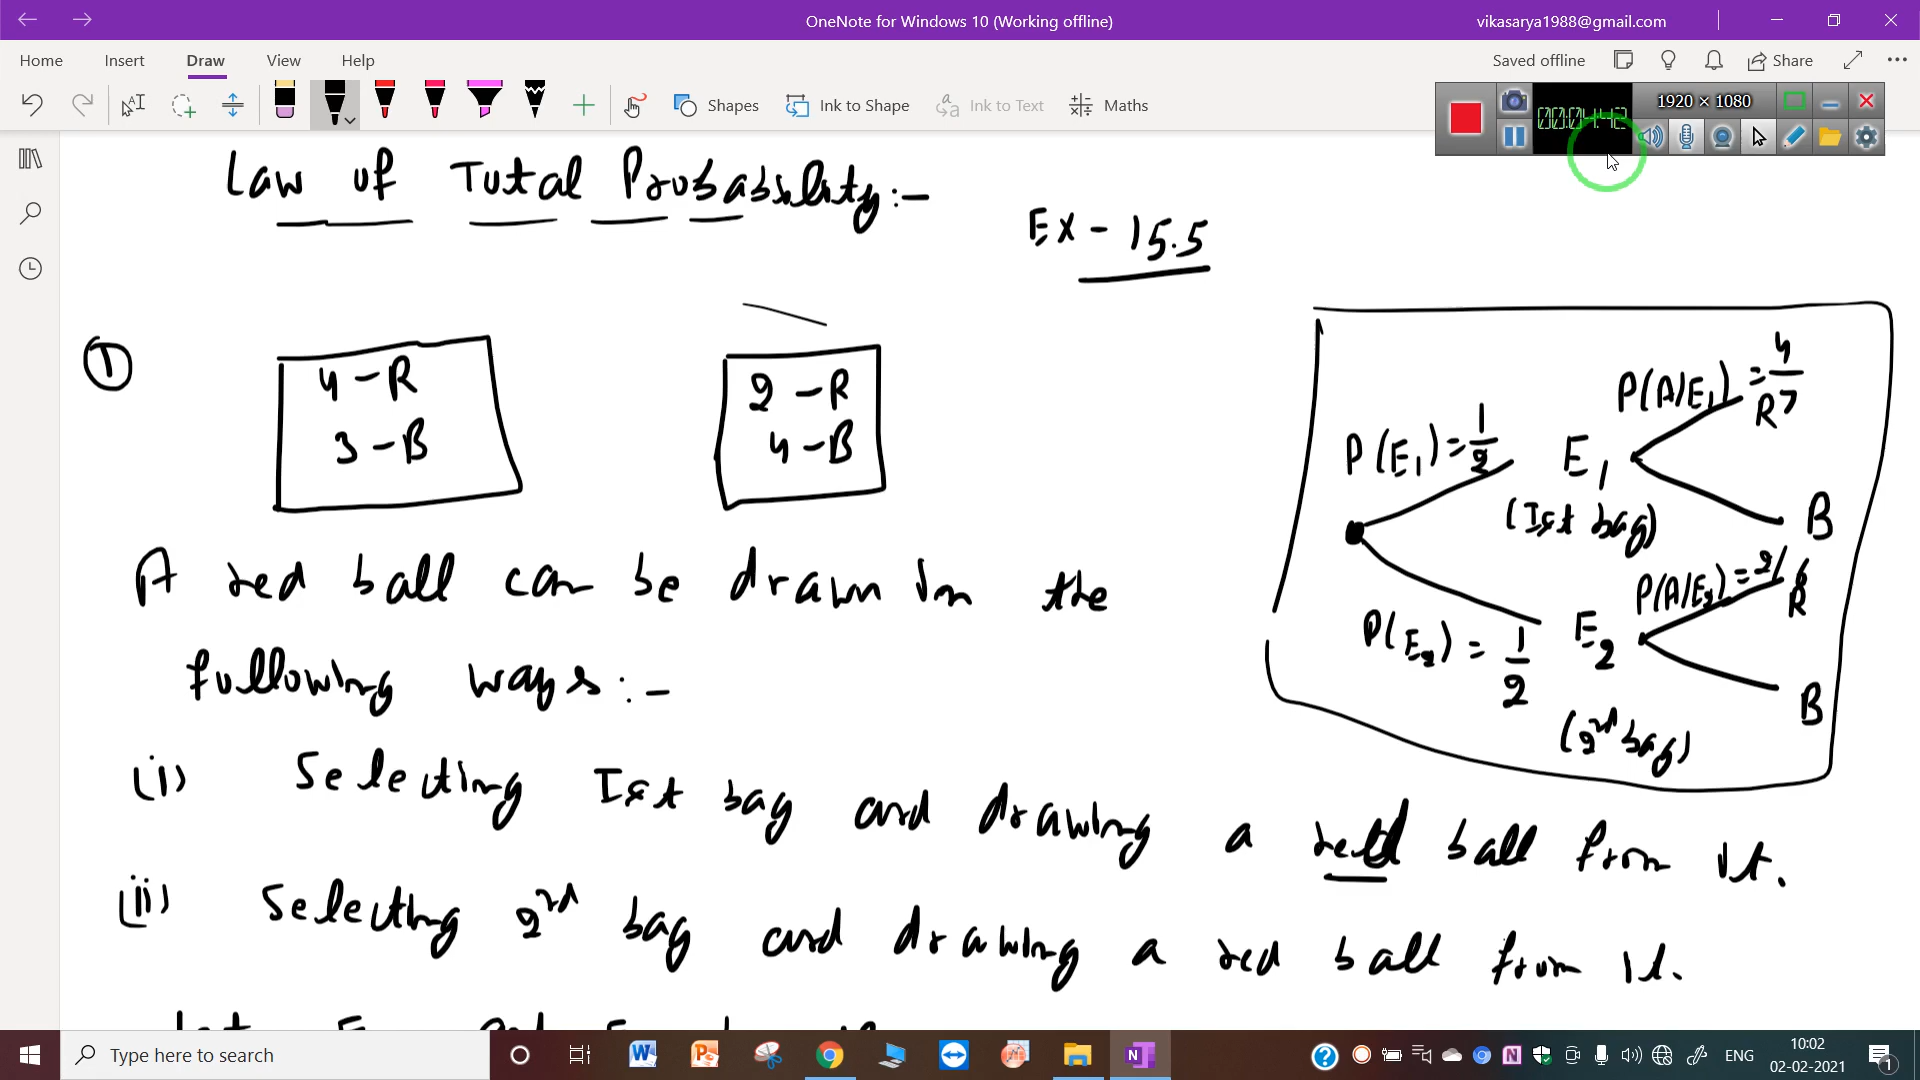 OneNote for Windows 10 (Working offline)
vikasarya1988@gmail.com
Home Insert Draw View Help
Saved offline Share
Shapes Ink to Shape Ink to Text Maths
1920 × 1080
00:04:42
Law of Total Probability:-
Ex - 15.5
①
4 - R
3 - B
2 - R
4 - B
P(E₁) = 1/2
E₁
(Ist bag)
P(A/E₁) = 4/7
R
B
P(E₂) = 1/2
E₂
(2nd bag)
P(A/E₂) = 2/6
R
B
A red ball can be drawn in the
following ways:-
(i) Selecting Ist bag and drawing a red ball from it.
(ii) Selecting 2nd bag and drawing a red ball from it.
Type here to search
ENG
10:02
02-02-2021
1